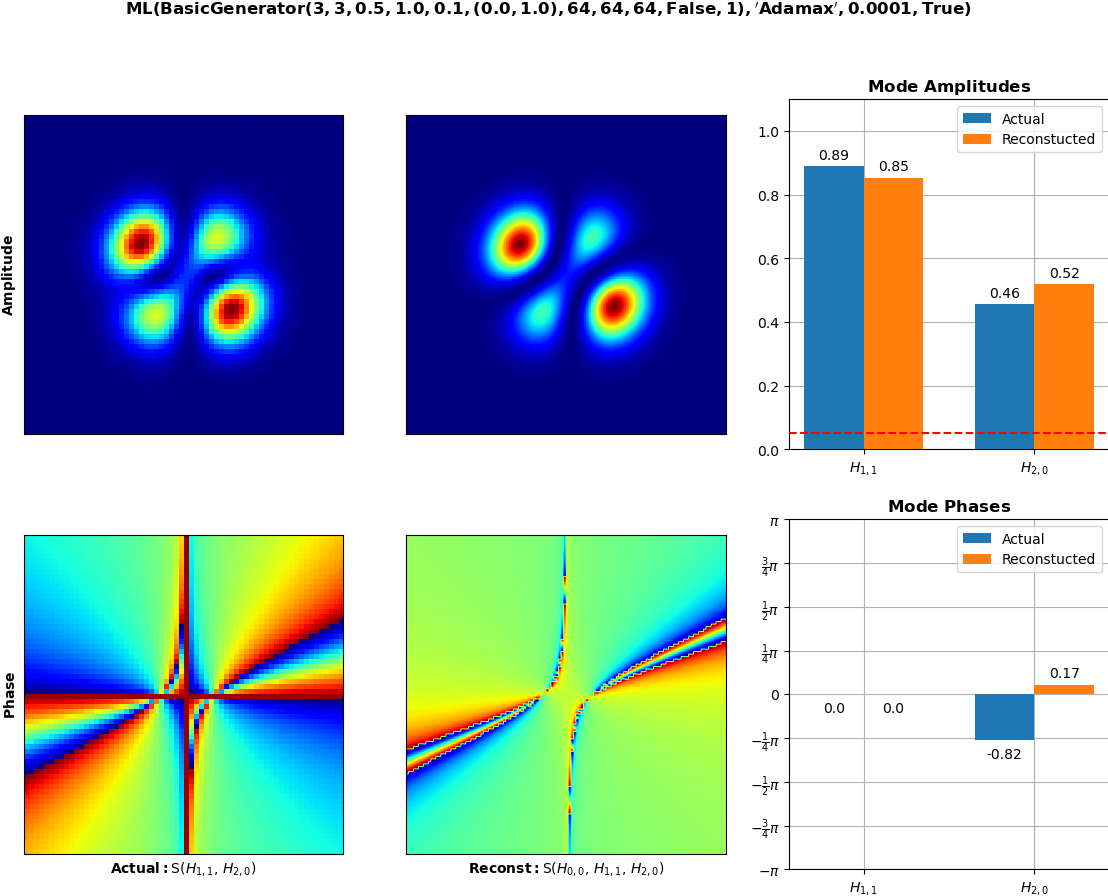 ML(BasicGenerator(3, 3, 0.5, 1.0, 0.1, (0.0, 1.0), 64, 64, 64, False, 1), ′Adamax′, 0.0001, True)
Amplitude
Mode Amplitudes
Actual
Reconstucted
1.0
0.8
0.6
0.4
0.2
0.0
0.89
0.85
0.46
0.52
H1, 1
H2, 0
Phase
Actual: S(H1, 1, H2, 0)
Reconst: S(H0, 0, H1, 1, H2, 0)
Mode Phases
Actual
Reconstucted
π
3/4π
1/2π
1/4π
0
−1/4π
−1/2π
−3/4π
−π
0.0
0.0
-0.82
0.17
H1, 1
H2, 0